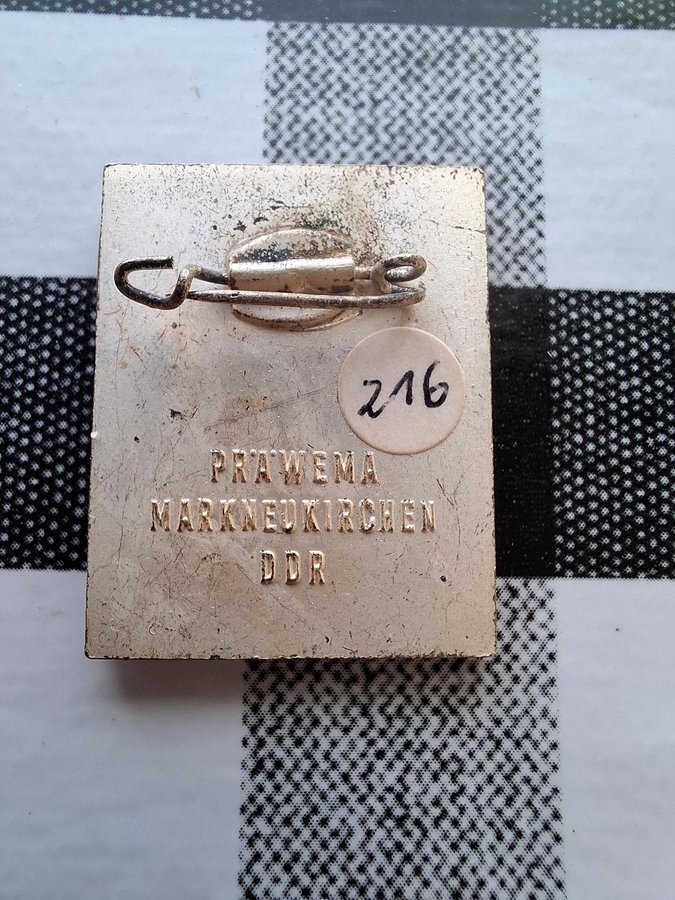 216
PRÄWEMA
MARKNEUKIRCHEN
DDR